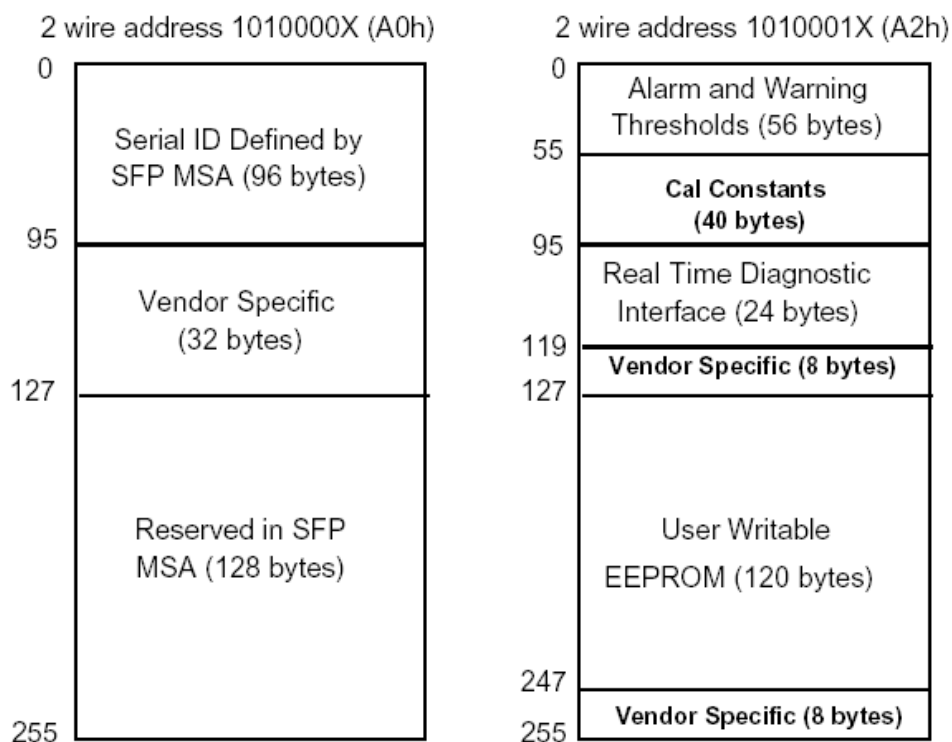 2 wire address 1010000X (A0h)
0
Serial ID Defined by
SFP MSA (96 bytes)
95
Vendor Specific
(32 bytes)
127
Reserved in SFP
MSA (128 bytes)
255
2 wire address 1010001X (A2h)
0
Alarm and Warning
Thresholds (56 bytes)
55
Cal Constants
(40 bytes)
95
Real Time Diagnostic
Interface (24 bytes)
119
Vendor Specific (8 bytes)
127
User Writable
EEPROM (120 bytes)
247
Vendor Specific (8 bytes)
255